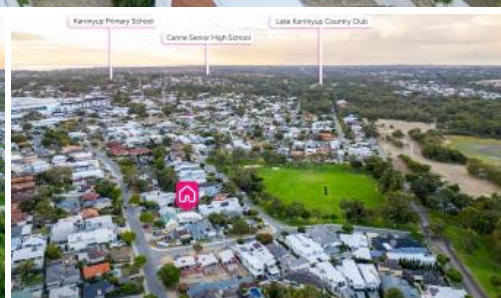 Karrinyup Primary School
Lake Karrinyup Country Club
Carine Senior High School